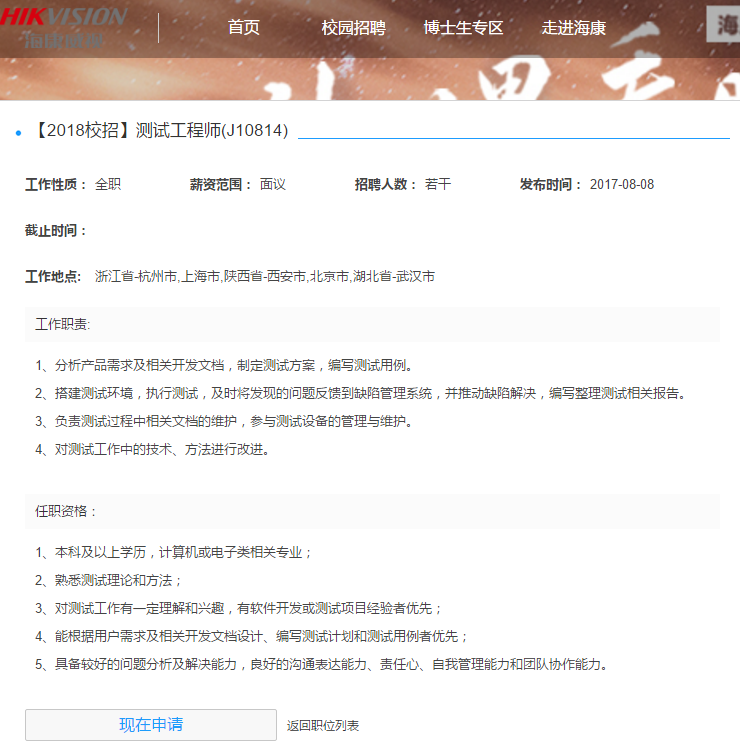 HIKVISION
海康威视
首页 校园招聘 博士生专区 走进海康
海
【2018校招】测试工程师(J10814)
工作性质： 全职 薪资范围： 面议 招聘人数： 若干 发布时间： 2017-08-08
截止时间：
工作地点: 浙江省-杭州市,上海市,陕西省-西安市,北京市,湖北省-武汉市
工作职责:
1、分析产品需求及相关开发文档，制定测试方案，编写测试用例。
2、搭建测试环境，执行测试，及时将发现的问题反馈到缺陷管理系统，并推动缺陷解决，编写整理测试相关报告。
3、负责测试过程中相关文档的维护，参与测试设备的管理与维护。
4、对测试工作中的技术、方法进行改进。
任职资格：
1、本科及以上学历，计算机或电子类相关专业；
2、熟悉测试理论和方法；
3、对测试工作有一定理解和兴趣，有软件开发或测试项目经验者优先；
4、能根据用户需求及相关开发文档设计、编写测试计划和测试用例者优先；
5、具备较好的问题分析及解决能力，良好的沟通表达能力、责任心、自我管理能力和团队协作能力。
现在申请 返回职位列表